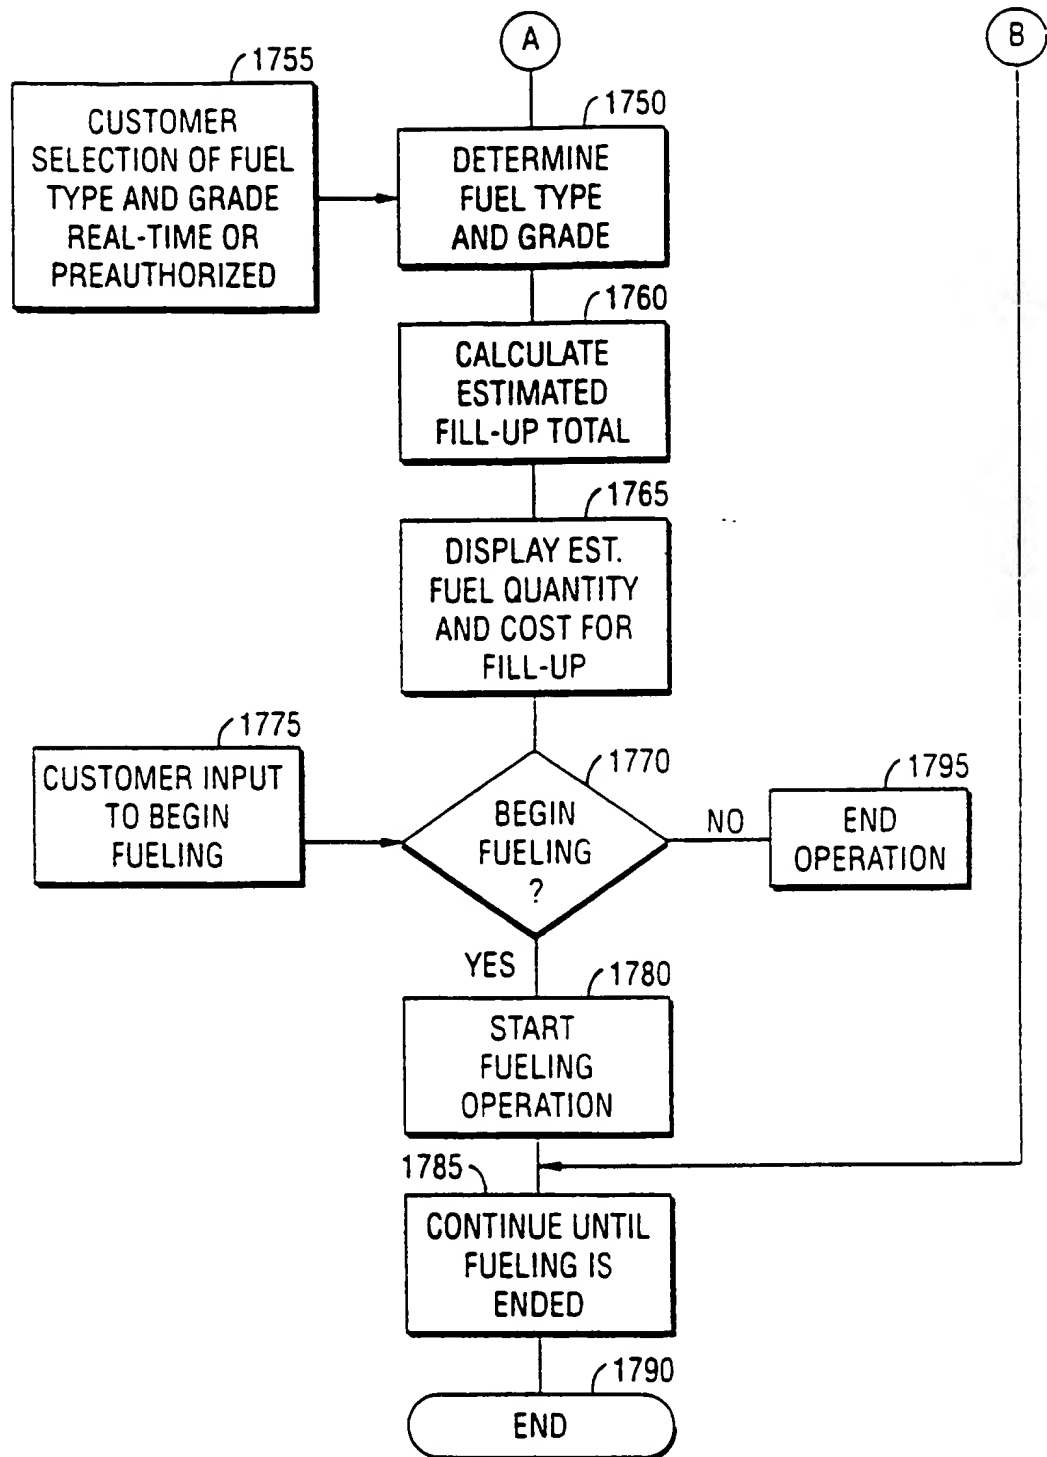 A
B
1755
CUSTOMER
SELECTION OF FUEL
TYPE AND GRADE
REAL-TIME OR
PREAUTHORIZED
1750
DETERMINE
FUEL TYPE
AND GRADE
1760
CALCULATE
ESTIMATED
FILL-UP TOTAL
1765
DISPLAY EST.
FUEL QUANTITY
AND COST FOR
FILL-UP
1775
CUSTOMER INPUT
TO BEGIN
FUELING
1770
BEGIN
FUELING
?
NO
1795
END
OPERATION
YES
1780
START
FUELING
OPERATION
1785
CONTINUE UNTIL
FUELING IS
ENDED
1790
END